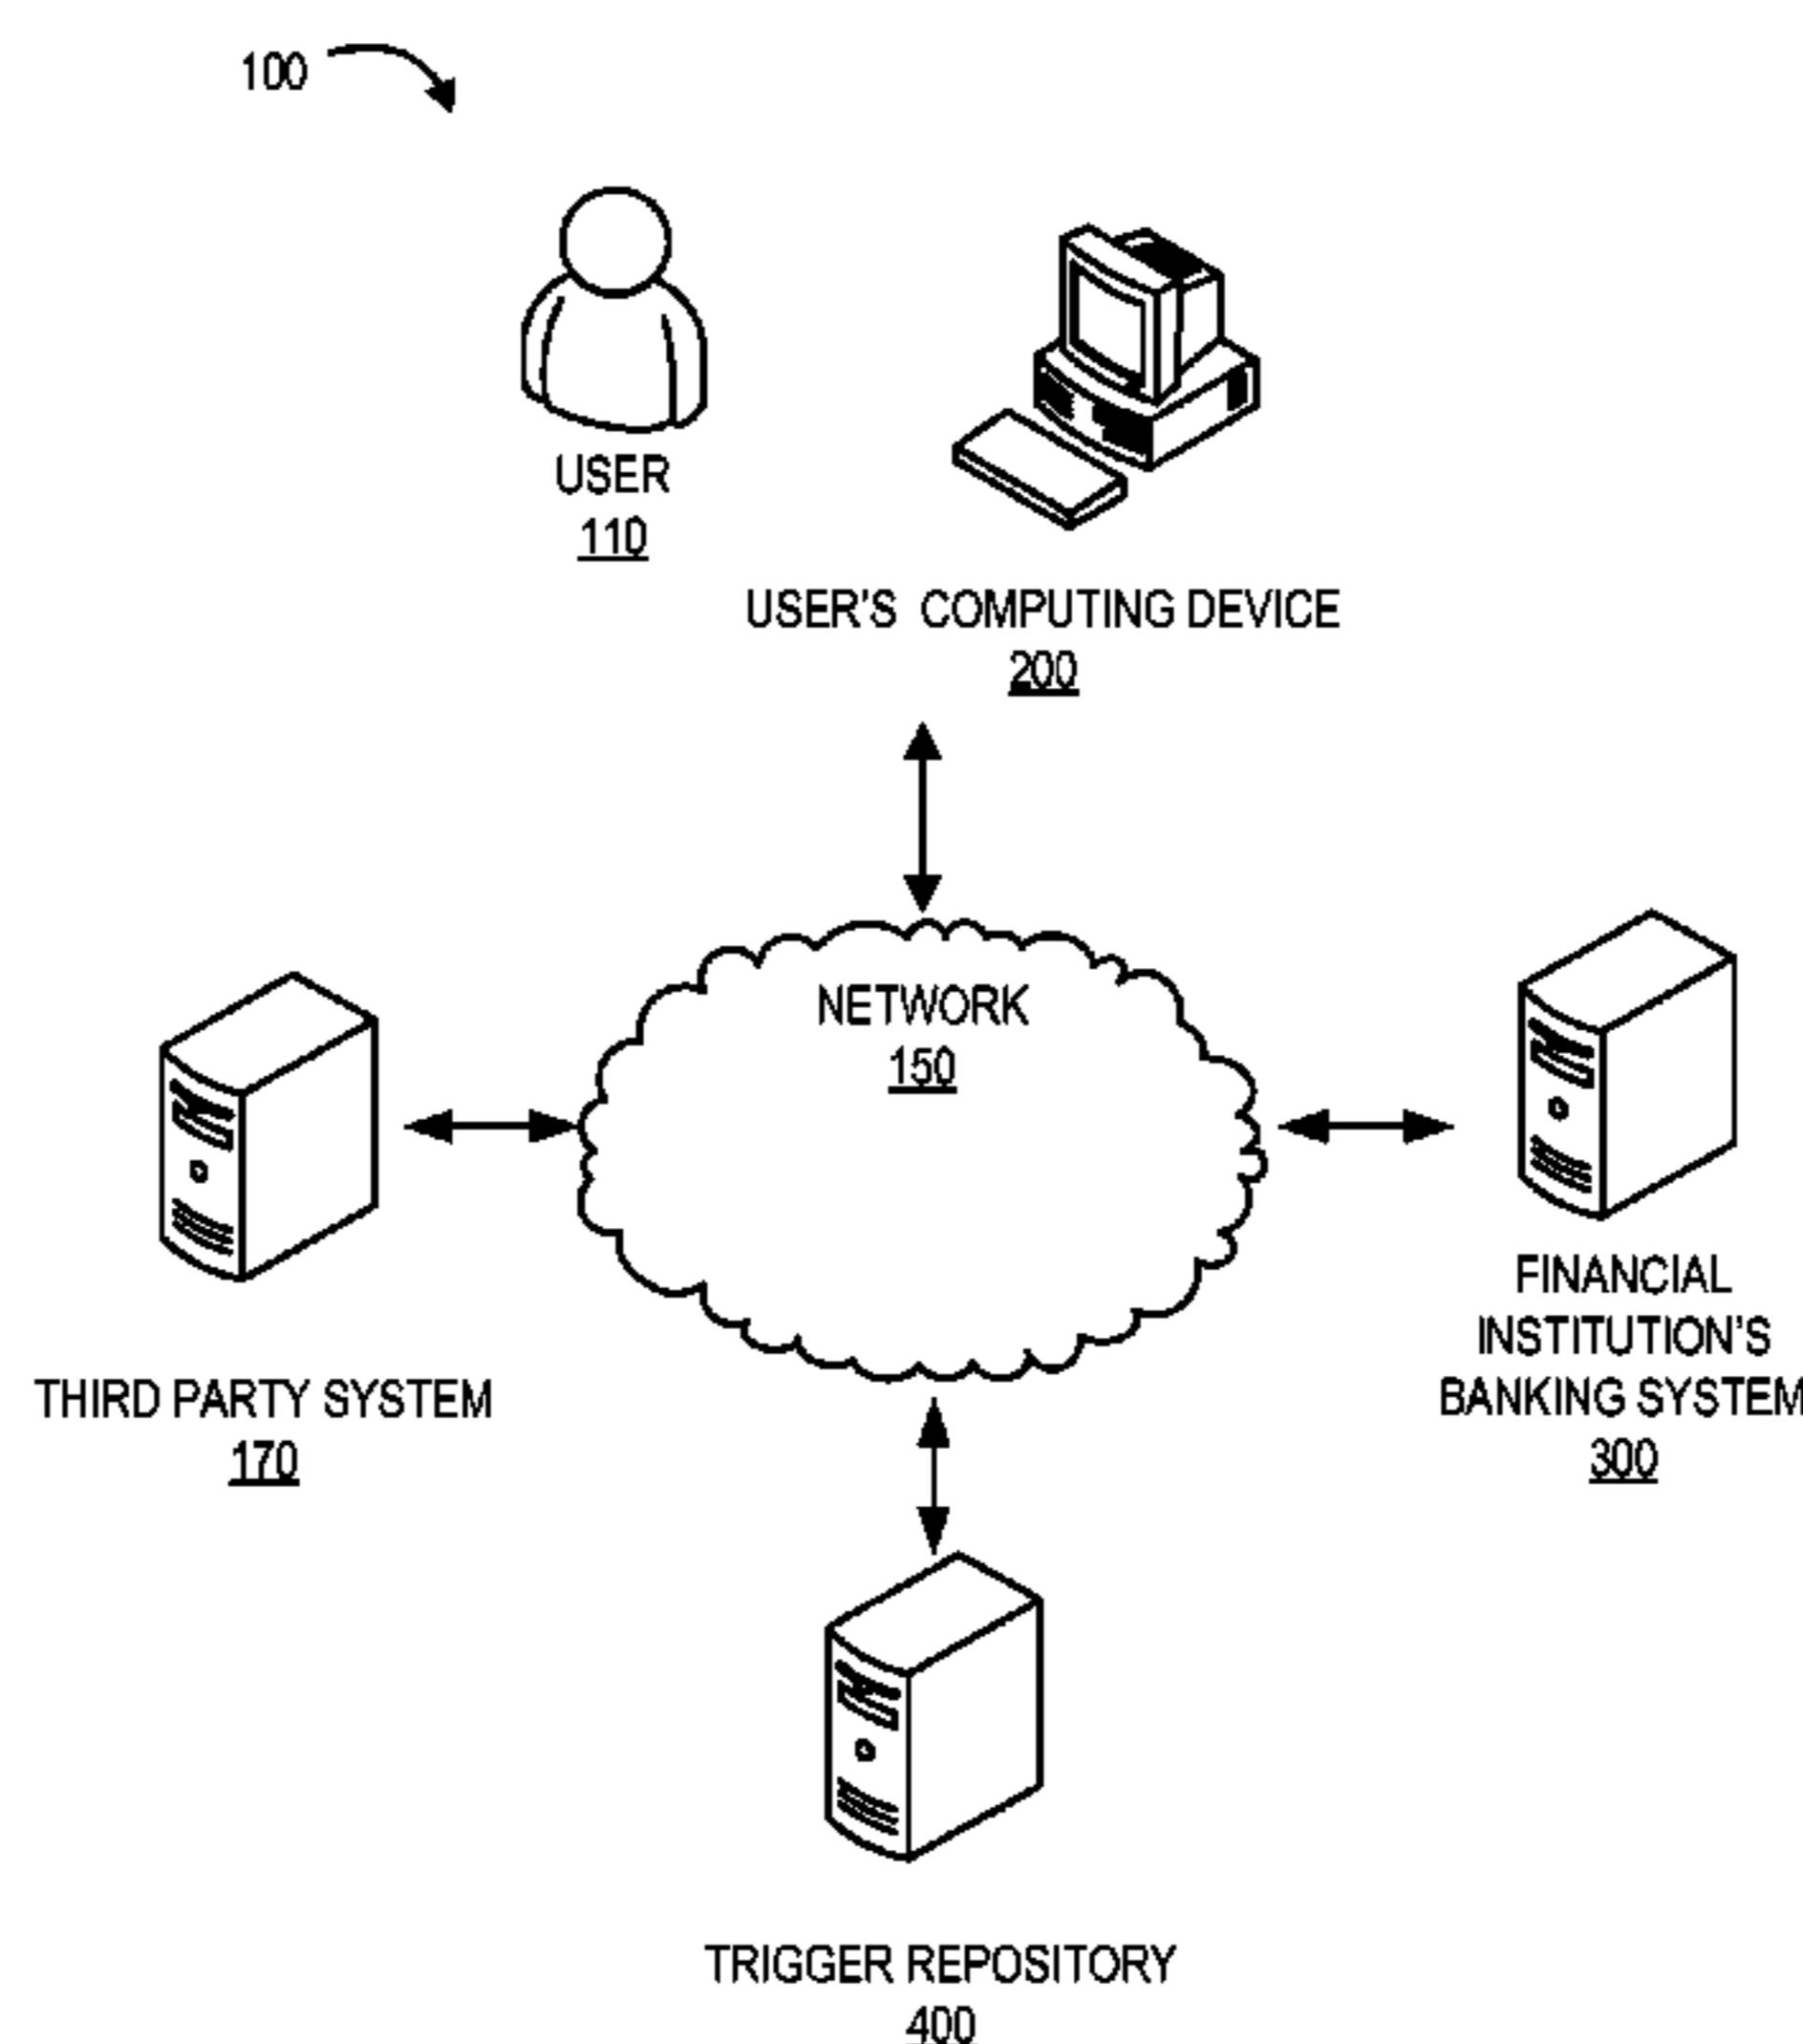 100
USER
110
USER'S COMPUTING DEVICE
200
NETWORK
150
THIRD PARTY SYSTEM
170
FINANCIAL
INSTITUTION'S
BANKING SYSTEM
300
TRIGGER REPOSITORY
400